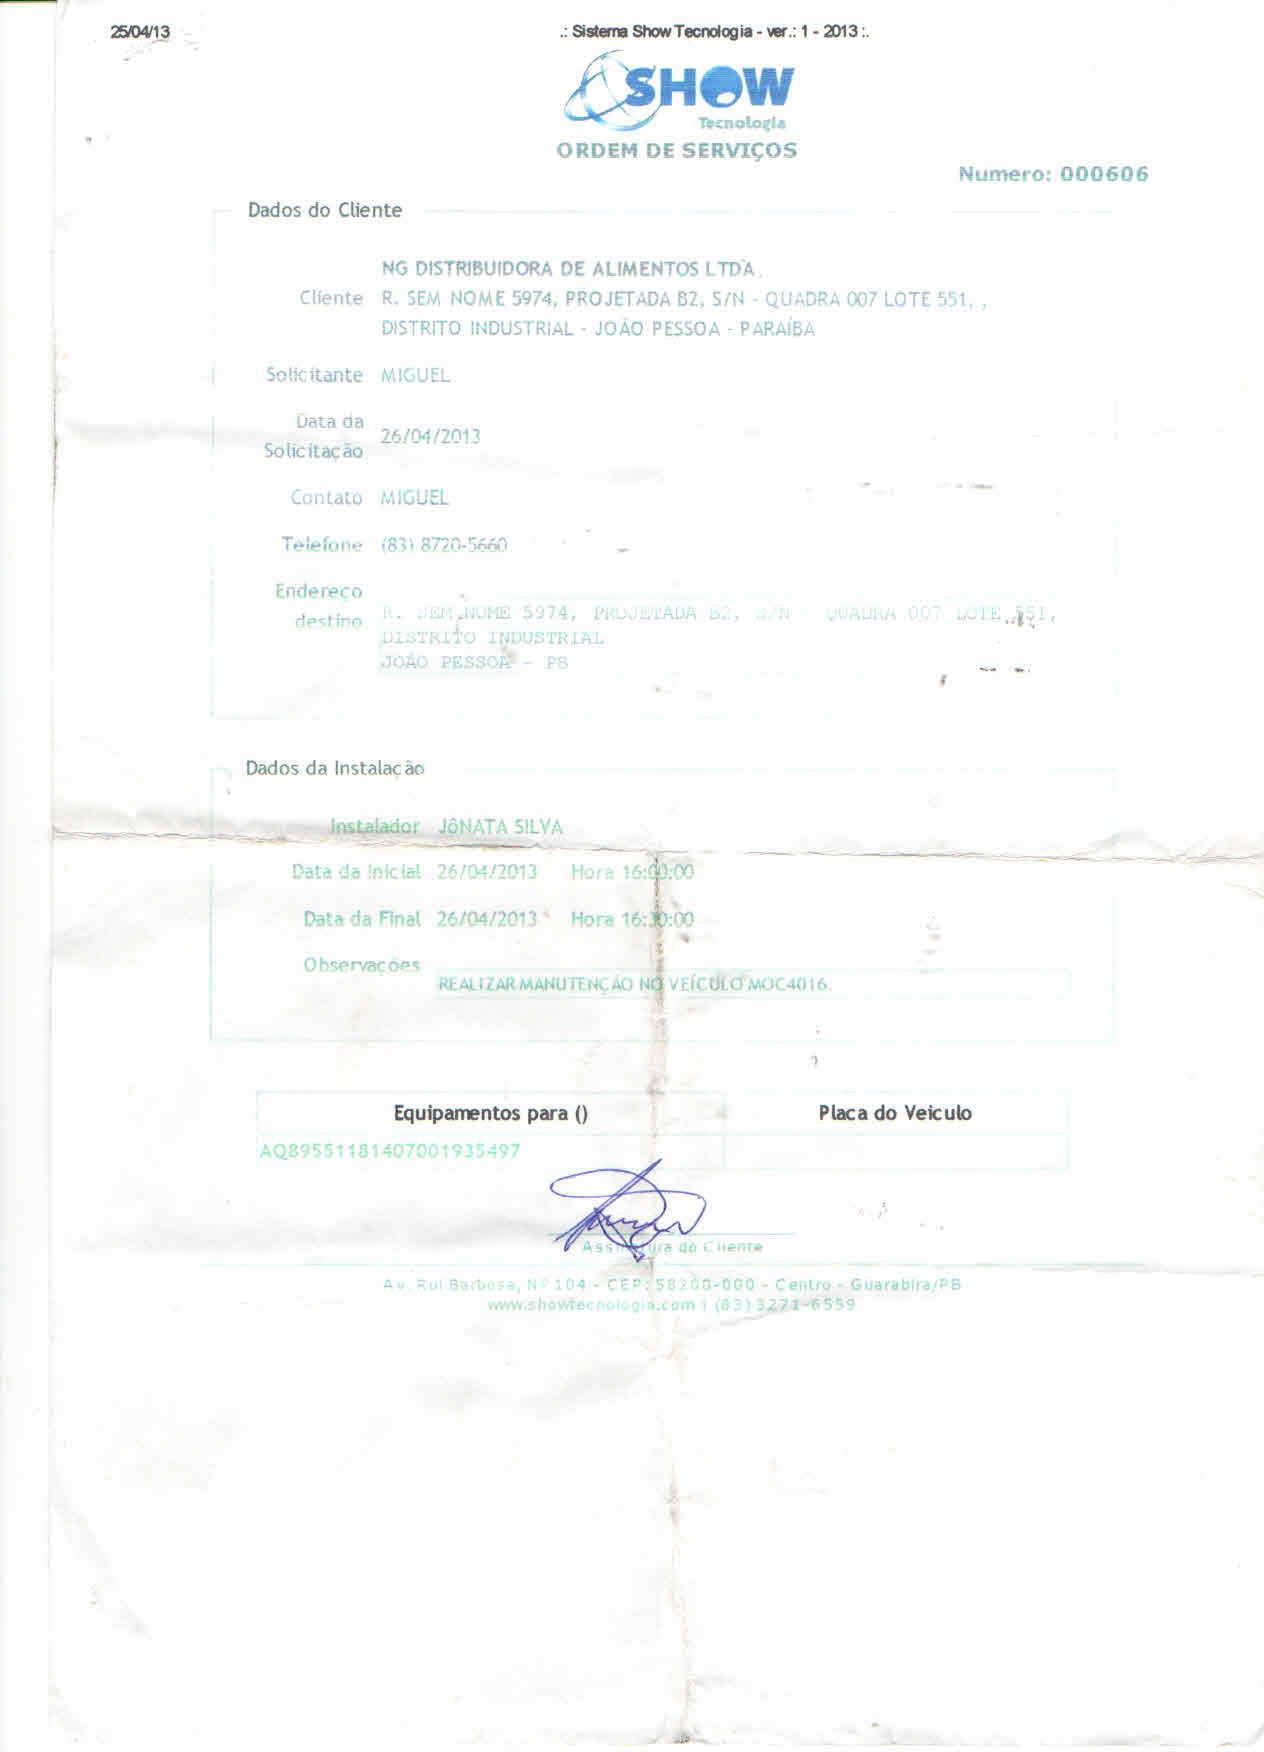 25/04/13
.: Sistema Show Tecnologia - ver.: 1 - 2013 :.
SHOW
Tecnologia
ORDEM DE SERVIÇOS
Numero: 000606
Dados do Cliente
NG DISTRIBUIDORA DE ALIMENTOS LTDA.
Cliente R. SEM NOME 5974, PROJETADA B2, S/N - QUADRA 007 LOTE 551, ,
DISTRITO INDUSTRIAL - JOÃO PESSOA - PARAÍBA
Solicitante MIGUEL
Data da Solicitação 26/04/2013
Contato MIGUEL
Telefone (83) 8720-5660
Endereço destino
R. SEM NOME 5974, PROJETADA B2, S/N - QUADRA 007 LOTE 551,
DISTRITO INDUSTRIAL
JOÃO PESSOA - PB
Dados da Instalação
Instalador JôNATA SILVA
Data da Inicial 26/04/2013 Hora 16:00:00
Data da Final 26/04/2013 Hora 16:30:00
Observações
REALIZAR MANUTENÇÃO NO VEÍCULO MOC4016.
Equipamentos para () Placa do Veiculo
AQ89551181407001935497
Assinatura do Cliente
Av. Rui Barbosa, Nº 104 - CEP: 58200-000 - Centro - Guarabira/PB
www.showtecnologia.com | (83) 3271-6559